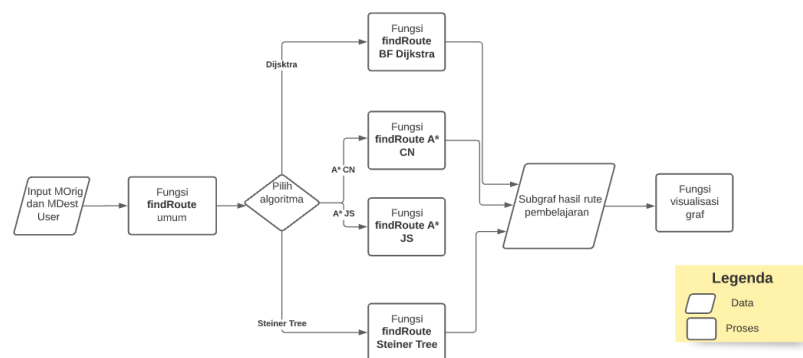 Fungsi
findRoute
BF Dijkstra
Dijsktra
Fungsi
findRoute A*
CN
A* CN
Input MOrig
dan MDest
User
Fungsi
findRoute
umum
Pilih
algoritma
A* JS
Fungsi
findRoute A*
JS
Subgraf hasil rute
pembelajaran
Fungsi
visualisasi
graf
Steiner Tree
Fungsi
findRoute
Steiner Tree
Legenda
Data
Proses